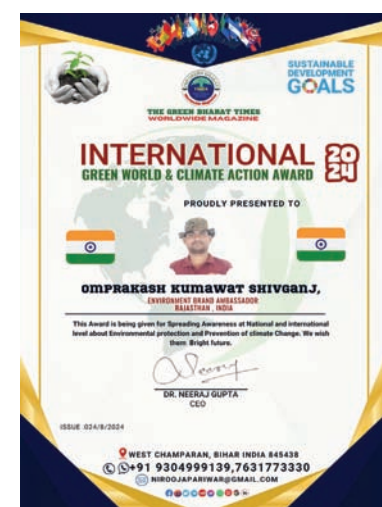 SUSTAINABLE
DEVELOPMENT
GOALS
THE GREEN BHARAT TIMES
WORLDWIDE MAGAZINE
INTERNATIONAL
GREEN WORLD & CLIMATE ACTION AWARD
2024
PROUDLY PRESENTED TO
OMPRAKASH KUMAWAT SHIVGANJ,
ENVIRONMENT BRAND AMBASSADOR
RAJASTHAN , INDIA
This Award is being given for Spreading Awareness at National and international
level about Environmental protection and Prevention of climate Change. We wish
them Bright future.
DR. NEERAJ GUPTA
CEO
ISSUE :024/8/2024
WEST CHAMPARAN, BIHAR INDIA 845438
+91 9304999139,7631773330
NIROOJAPARIWAR@GMAIL.COM